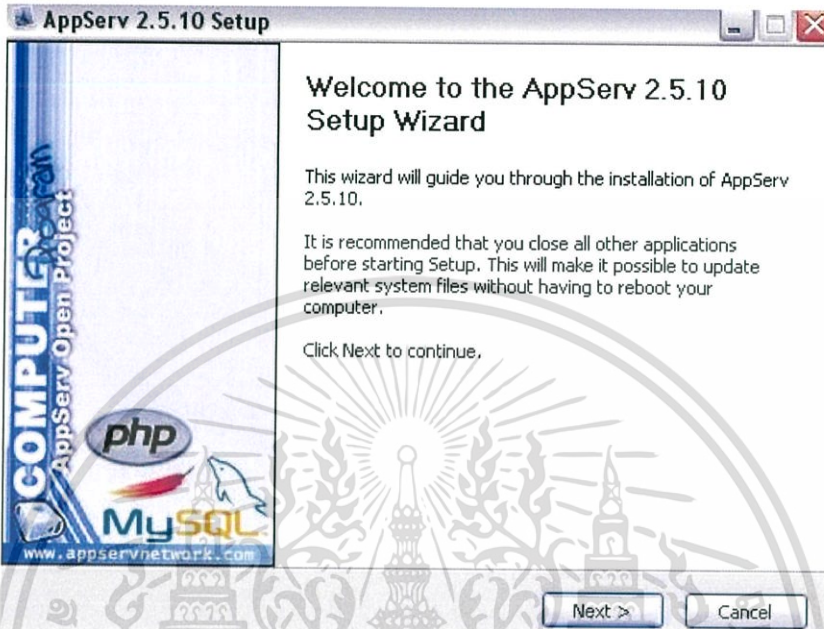 AppServ 2.5.10 Setup
Welcome to the AppServ 2.5.10
Setup Wizard
This wizard will guide you through the installation of AppServ
2.5.10.
It is recommended that you close all other applications
before starting Setup. This will make it possible to update
relevant system files without having to reboot your
computer.
Click Next to continue.
COMPUTER
Program
AppServ Open Project
php
MySQL
www.appservnetwork.com
Next >
Cancel